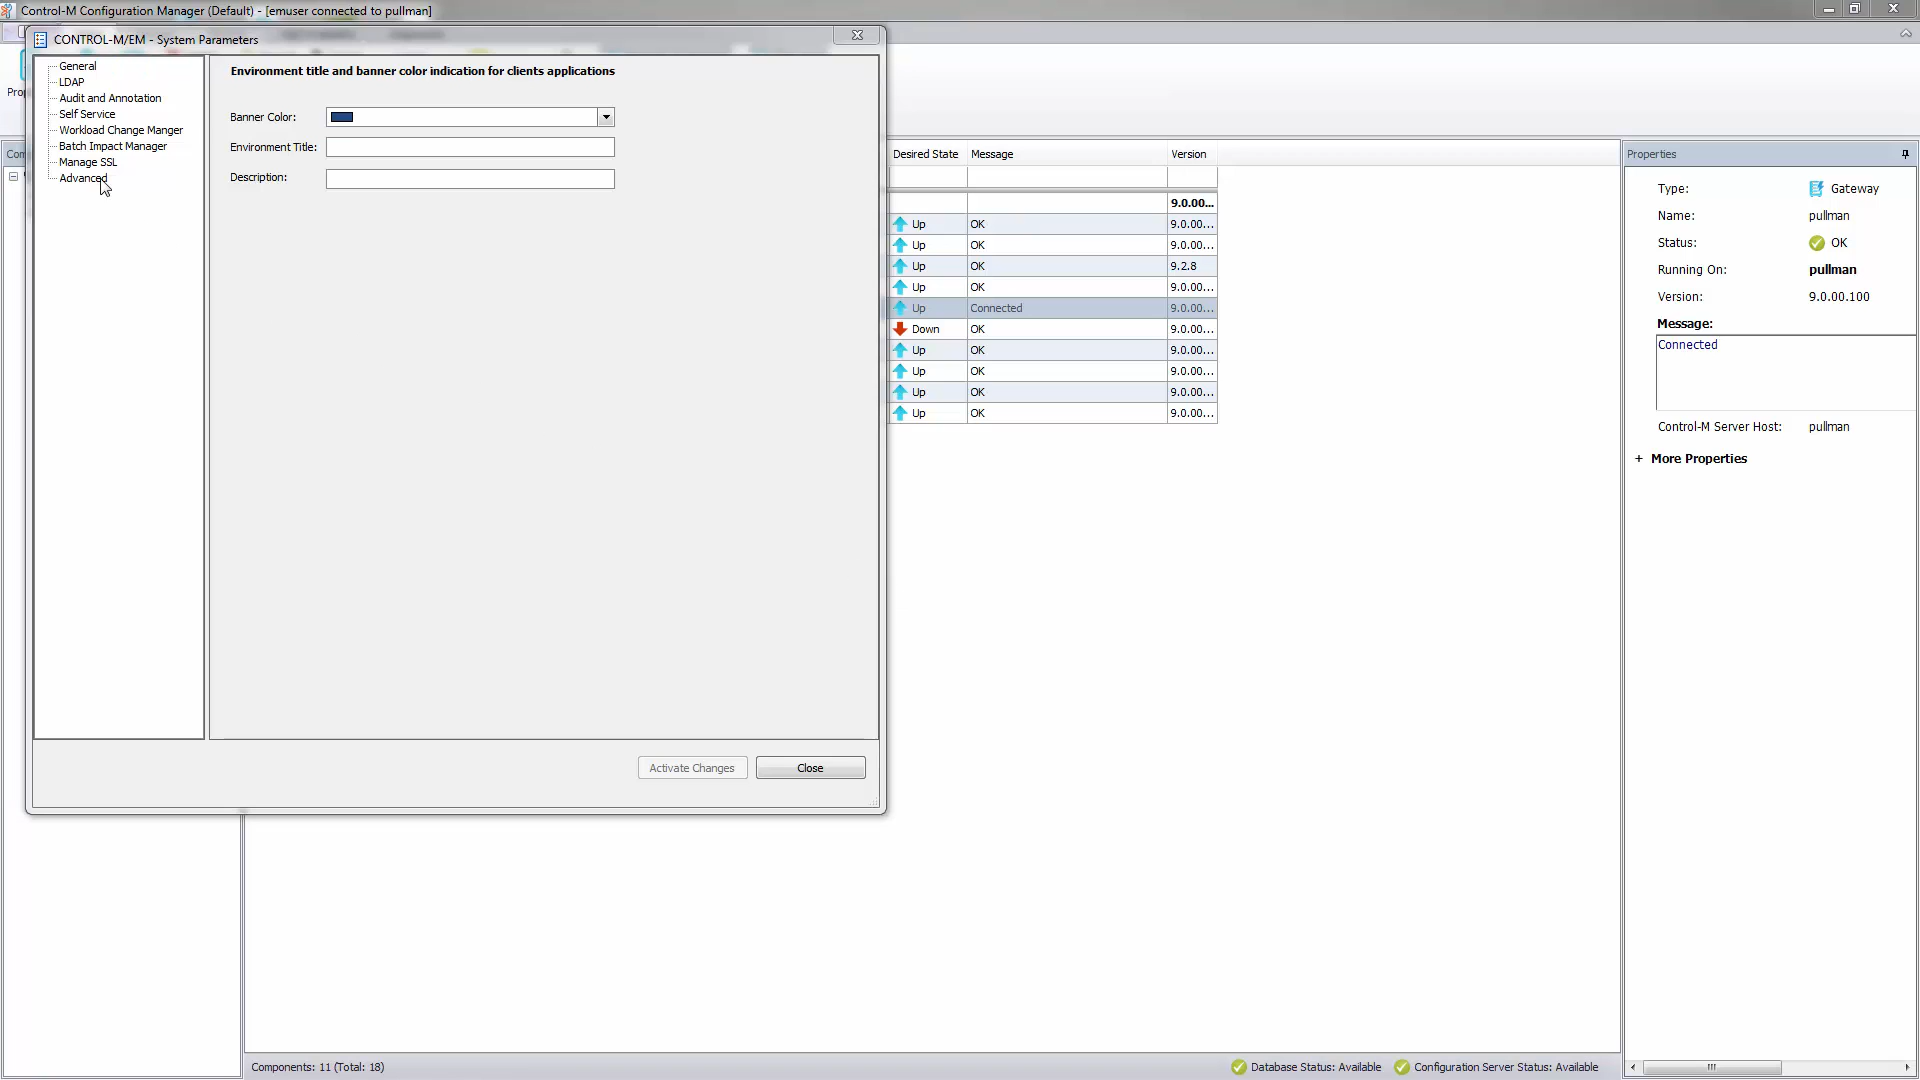 Control-M Configuration Manager (Default) - [emuser connected to pullman]
CONTROL-M/EM - System Parameters
General
LDAP
Audit and Annotation
Self Service
Workload Change Manger
Batch Impact Manager
Manage SSL
Advanced
Environment title and banner color indication for clients applications
Banner Color:
Environment Title:
Description:
Activate Changes
Close
Desired State Message Version
9.0.00...
Up OK 9.0.00...
Up OK 9.0.00...
Up OK 9.2.8
Up OK 9.0.00...
Up Connected 9.0.00...
Down OK 9.0.00...
Up OK 9.0.00...
Up OK 9.0.00...
Up OK 9.0.00...
Up OK 9.0.00...
Properties
Type: Gateway
Name: pullman
Status: OK
Running On: pullman
Version: 9.0.00.100
Message:
Connected
Control-M Server Host: pullman
+ More Properties
Components: 11 (Total: 18)
Database Status: Available
Configuration Server Status: Available